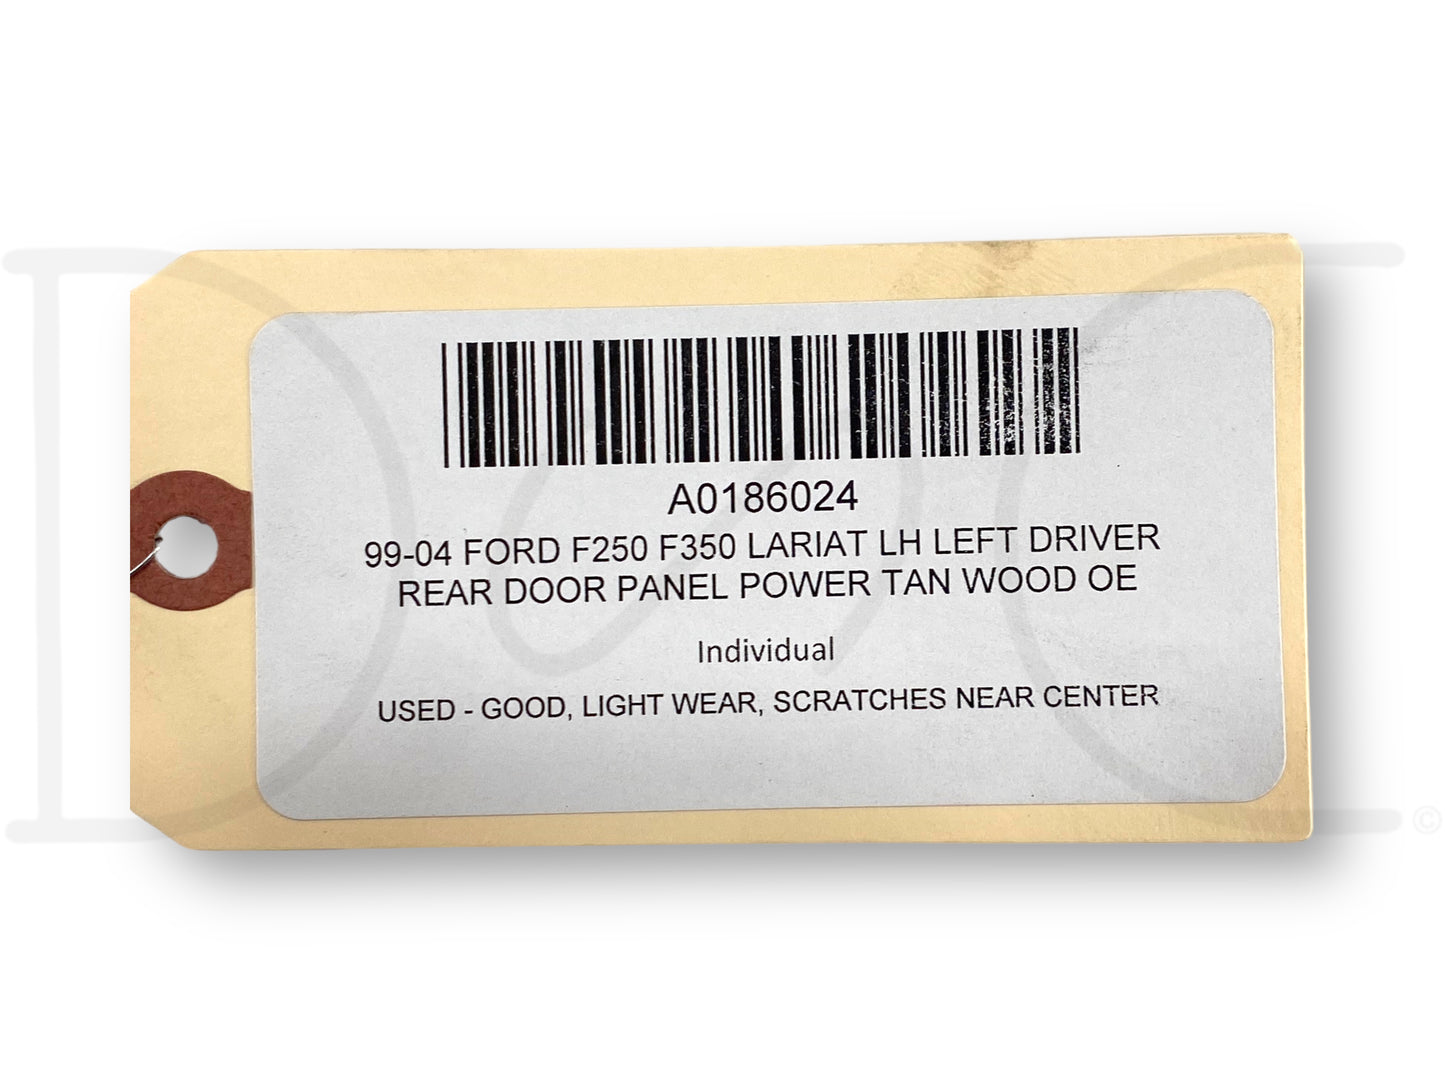 A0186024
99-04 FORD F250 F350 LARIAT LH LEFT DRIVER
REAR DOOR PANEL POWER TAN WOOD OE
Individual
USED - GOOD, LIGHT WEAR, SCRATCHES NEAR CENTER
©